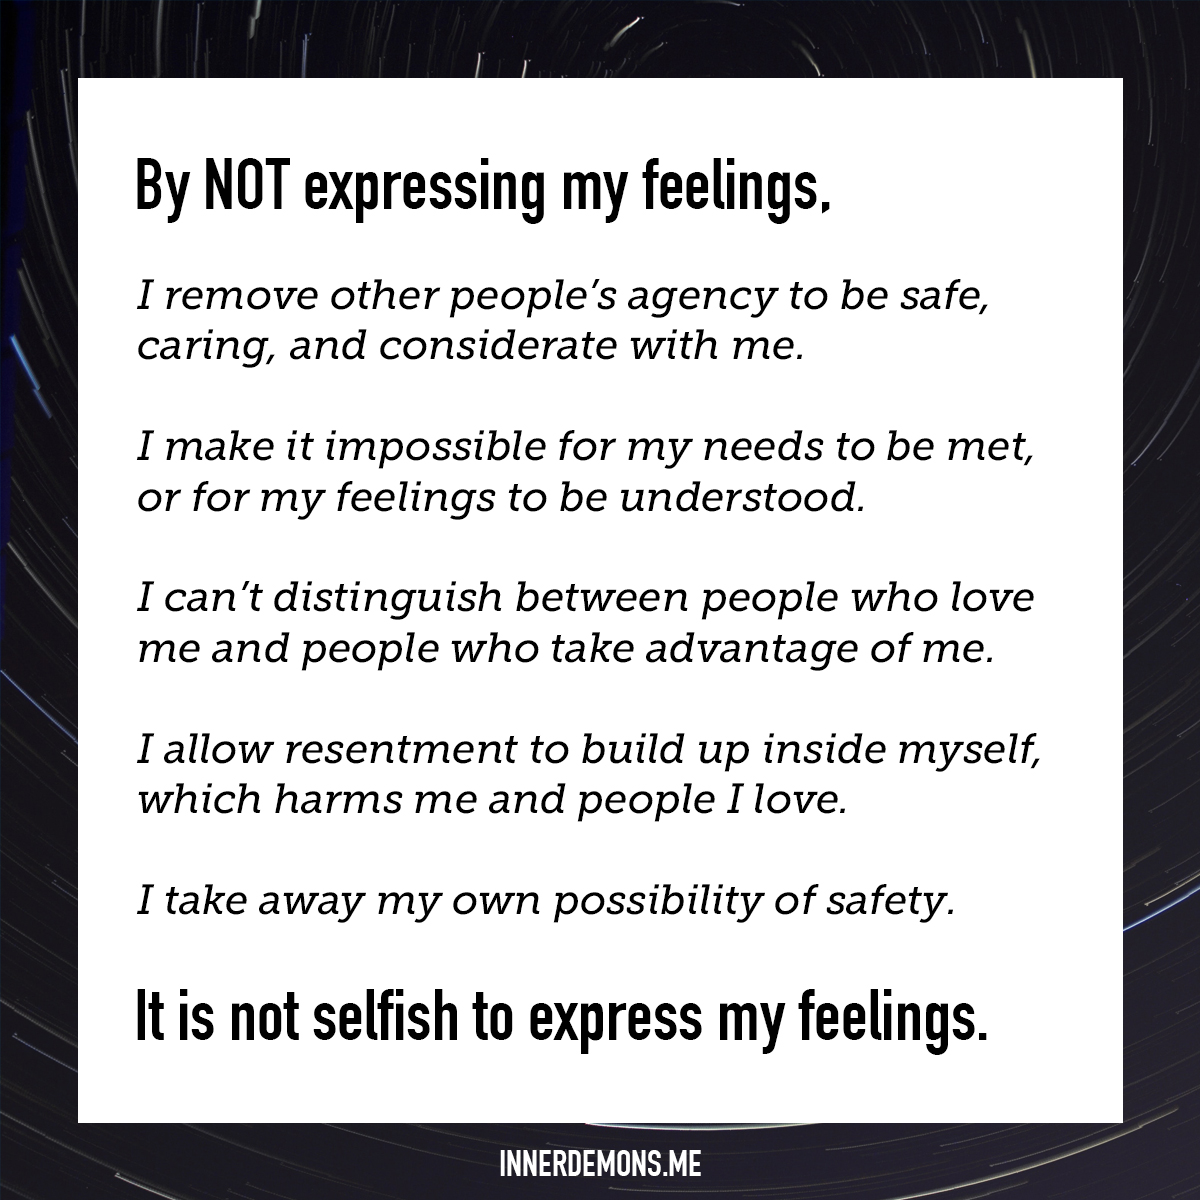 By NOT expressing my feelings,
I remove other people’s agency to be safe,
caring, and considerate with me.
I make it impossible for my needs to be met,
or for my feelings to be understood.
I can’t distinguish between people who love
me and people who take advantage of me.
I allow resentment to build up inside myself,
which harms me and people I love.
I take away my own possibility of safety.
It is not selfish to express my feelings.
INNERDEMONS.ME